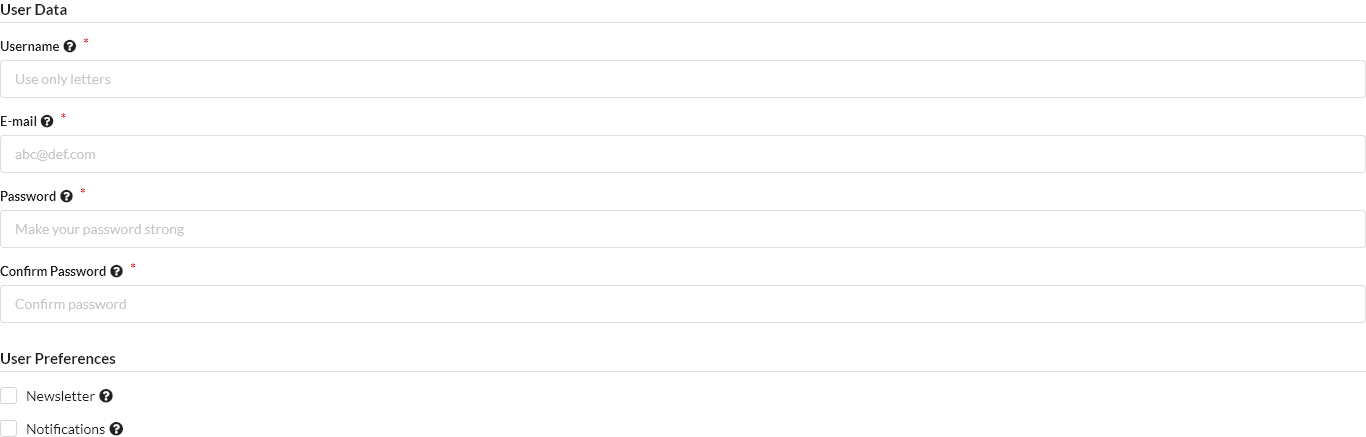 User Data
Username *
Use only letters
E-mail *
abc@def.com
Password *
Make your password strong
Confirm Password *
Confirm password
User Preferences
Newsletter
Notifications